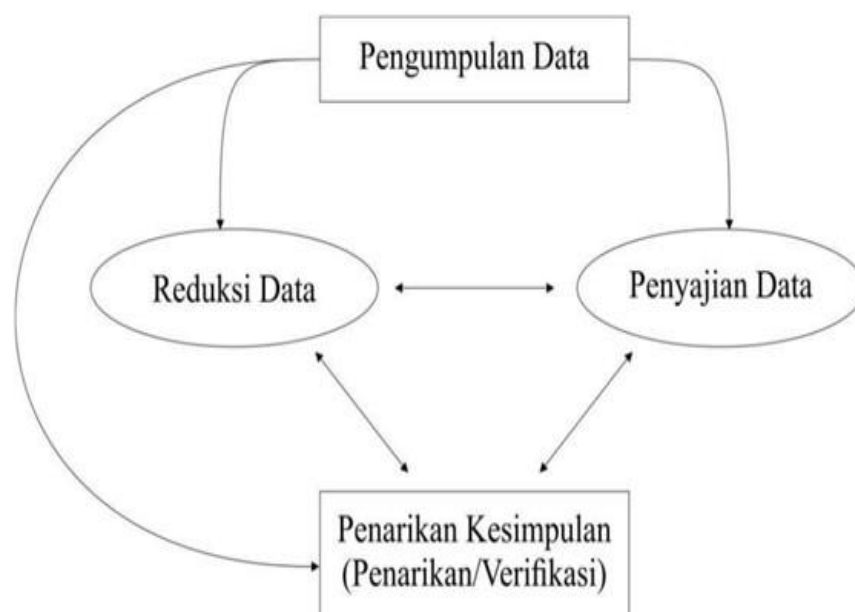 Pengumpulan Data
Reduksi Data
Penyajian Data
Penarikan Kesimpulan
(Penarikan/Verifikasi)